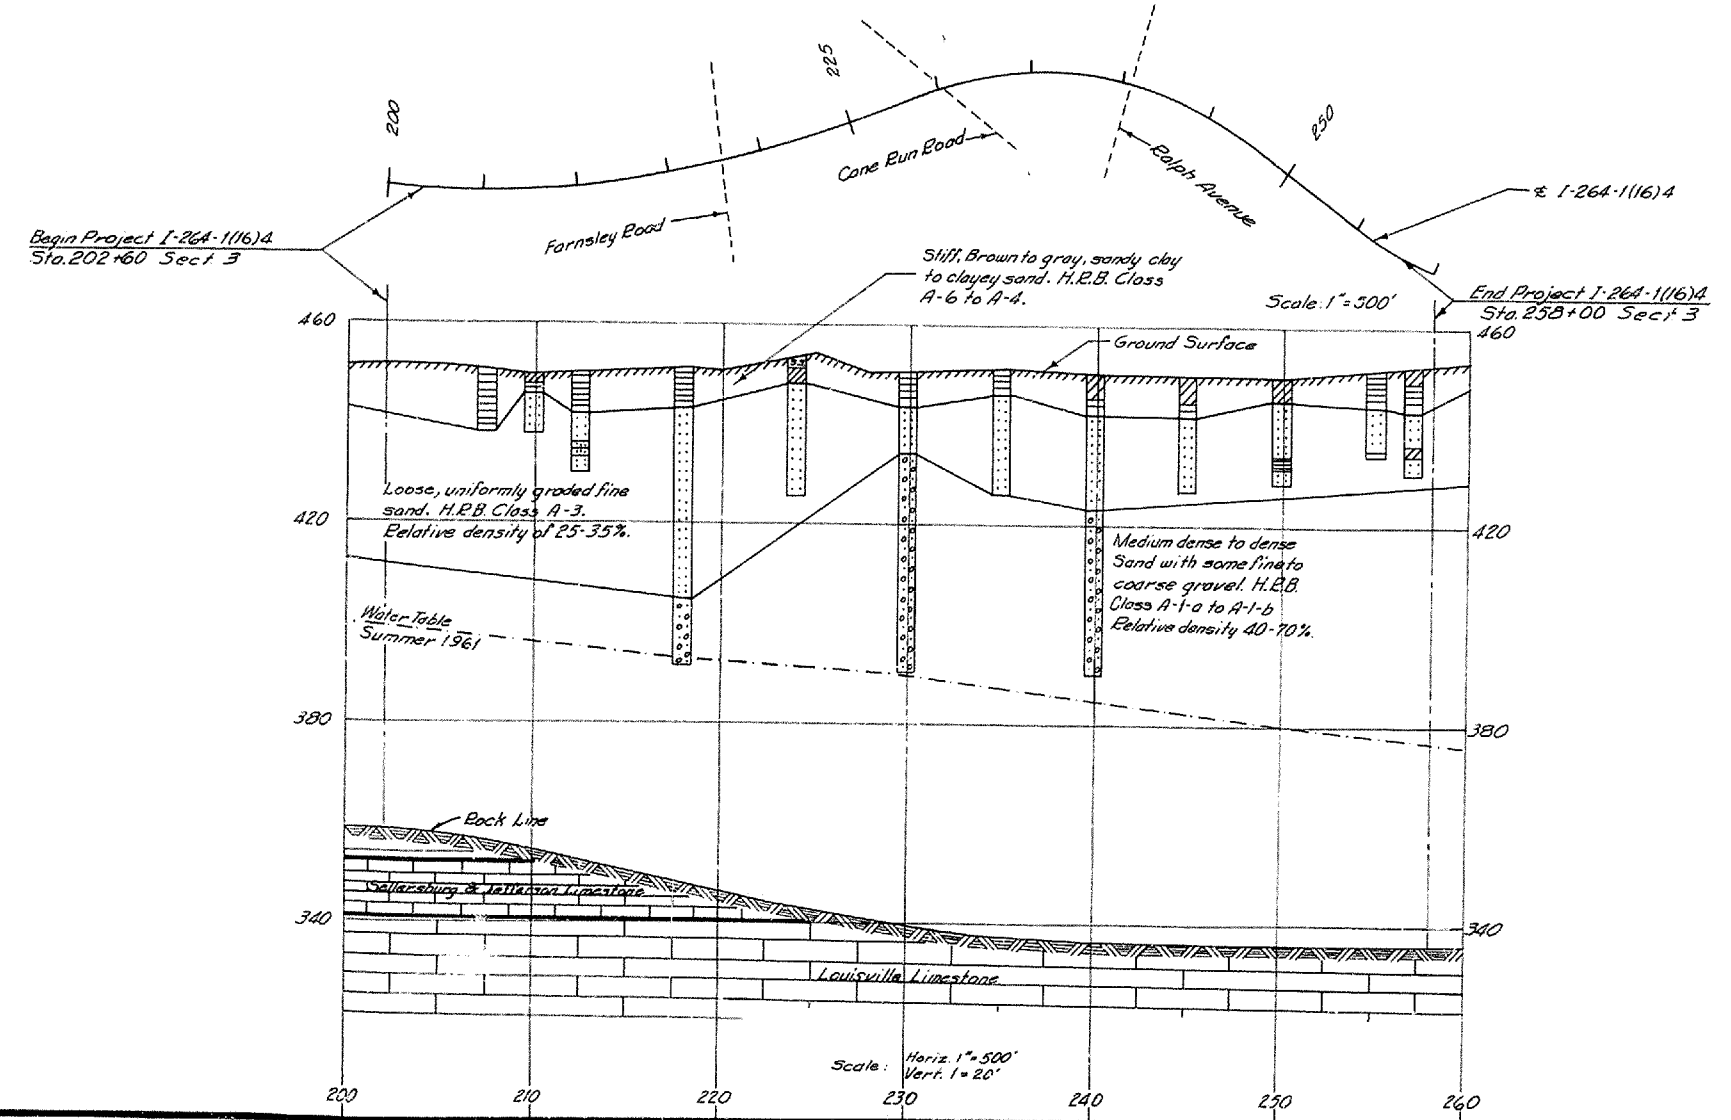 200
225
250
Cane Run Road
Ralph Avenue
Farnsley Road
₠ I-264-1(16)4
Begin Project I-264-1(16)4
Sta. 202+60 Sect. 3
Stiff, Brown to gray, sandy clay
to clayey sand. H.R.B. Class
A-6 to A-4.
Scale: 1"=500'
End Project I-264-1(16)4
Sta. 258+00 Sect. 3
460
460
Ground Surface
Loose, uniformly graded fine
sand. H.R.B. Class A-3.
Relative density of 25-35%.
420
420
Medium dense to dense
Sand with some fine to
coarse gravel. H.R.B.
Class A-1-a to A-1-b
Relative density 40-70%.
Water Table
Summer 1961
380
380
Rock Line
Sellersburg & Jefferson Limestone
340
340
Louisville Limestone
Scale: Horiz. 1"=500'
Vert. 1=20'
200 210 220 230 240 250 260